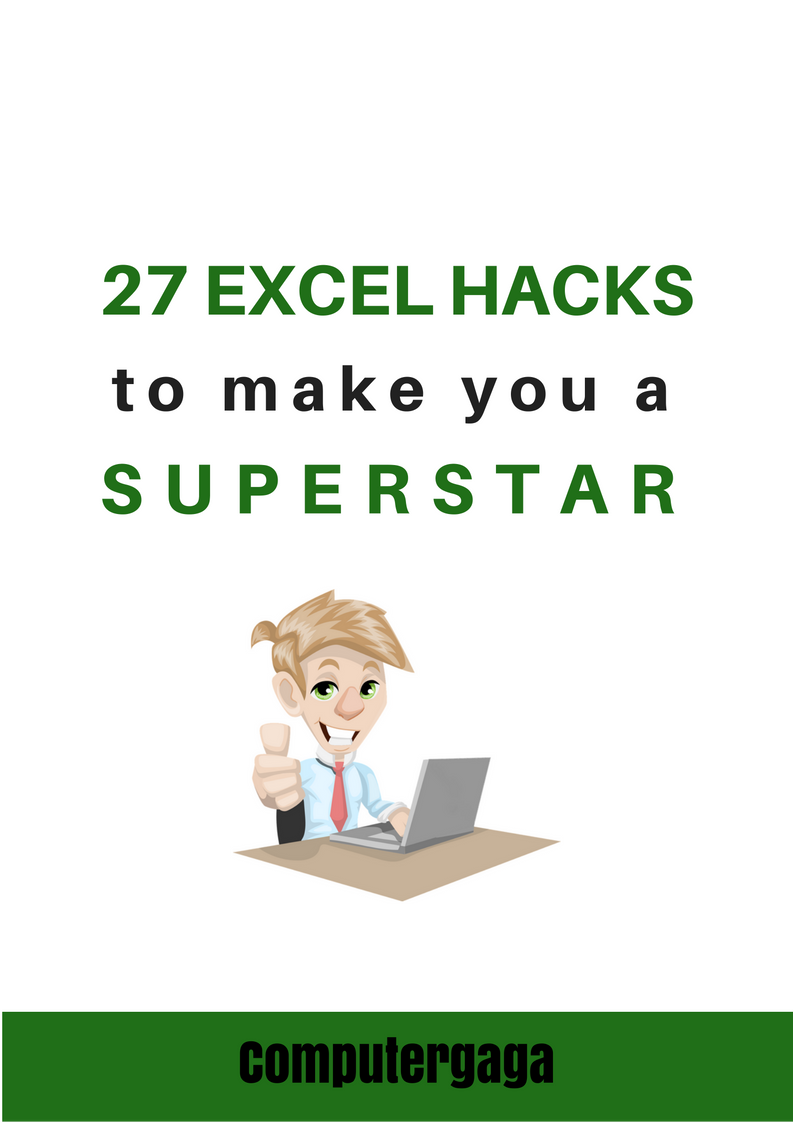 27 EXCEL HACKS
to make you a
SUPERSTAR
computergaga